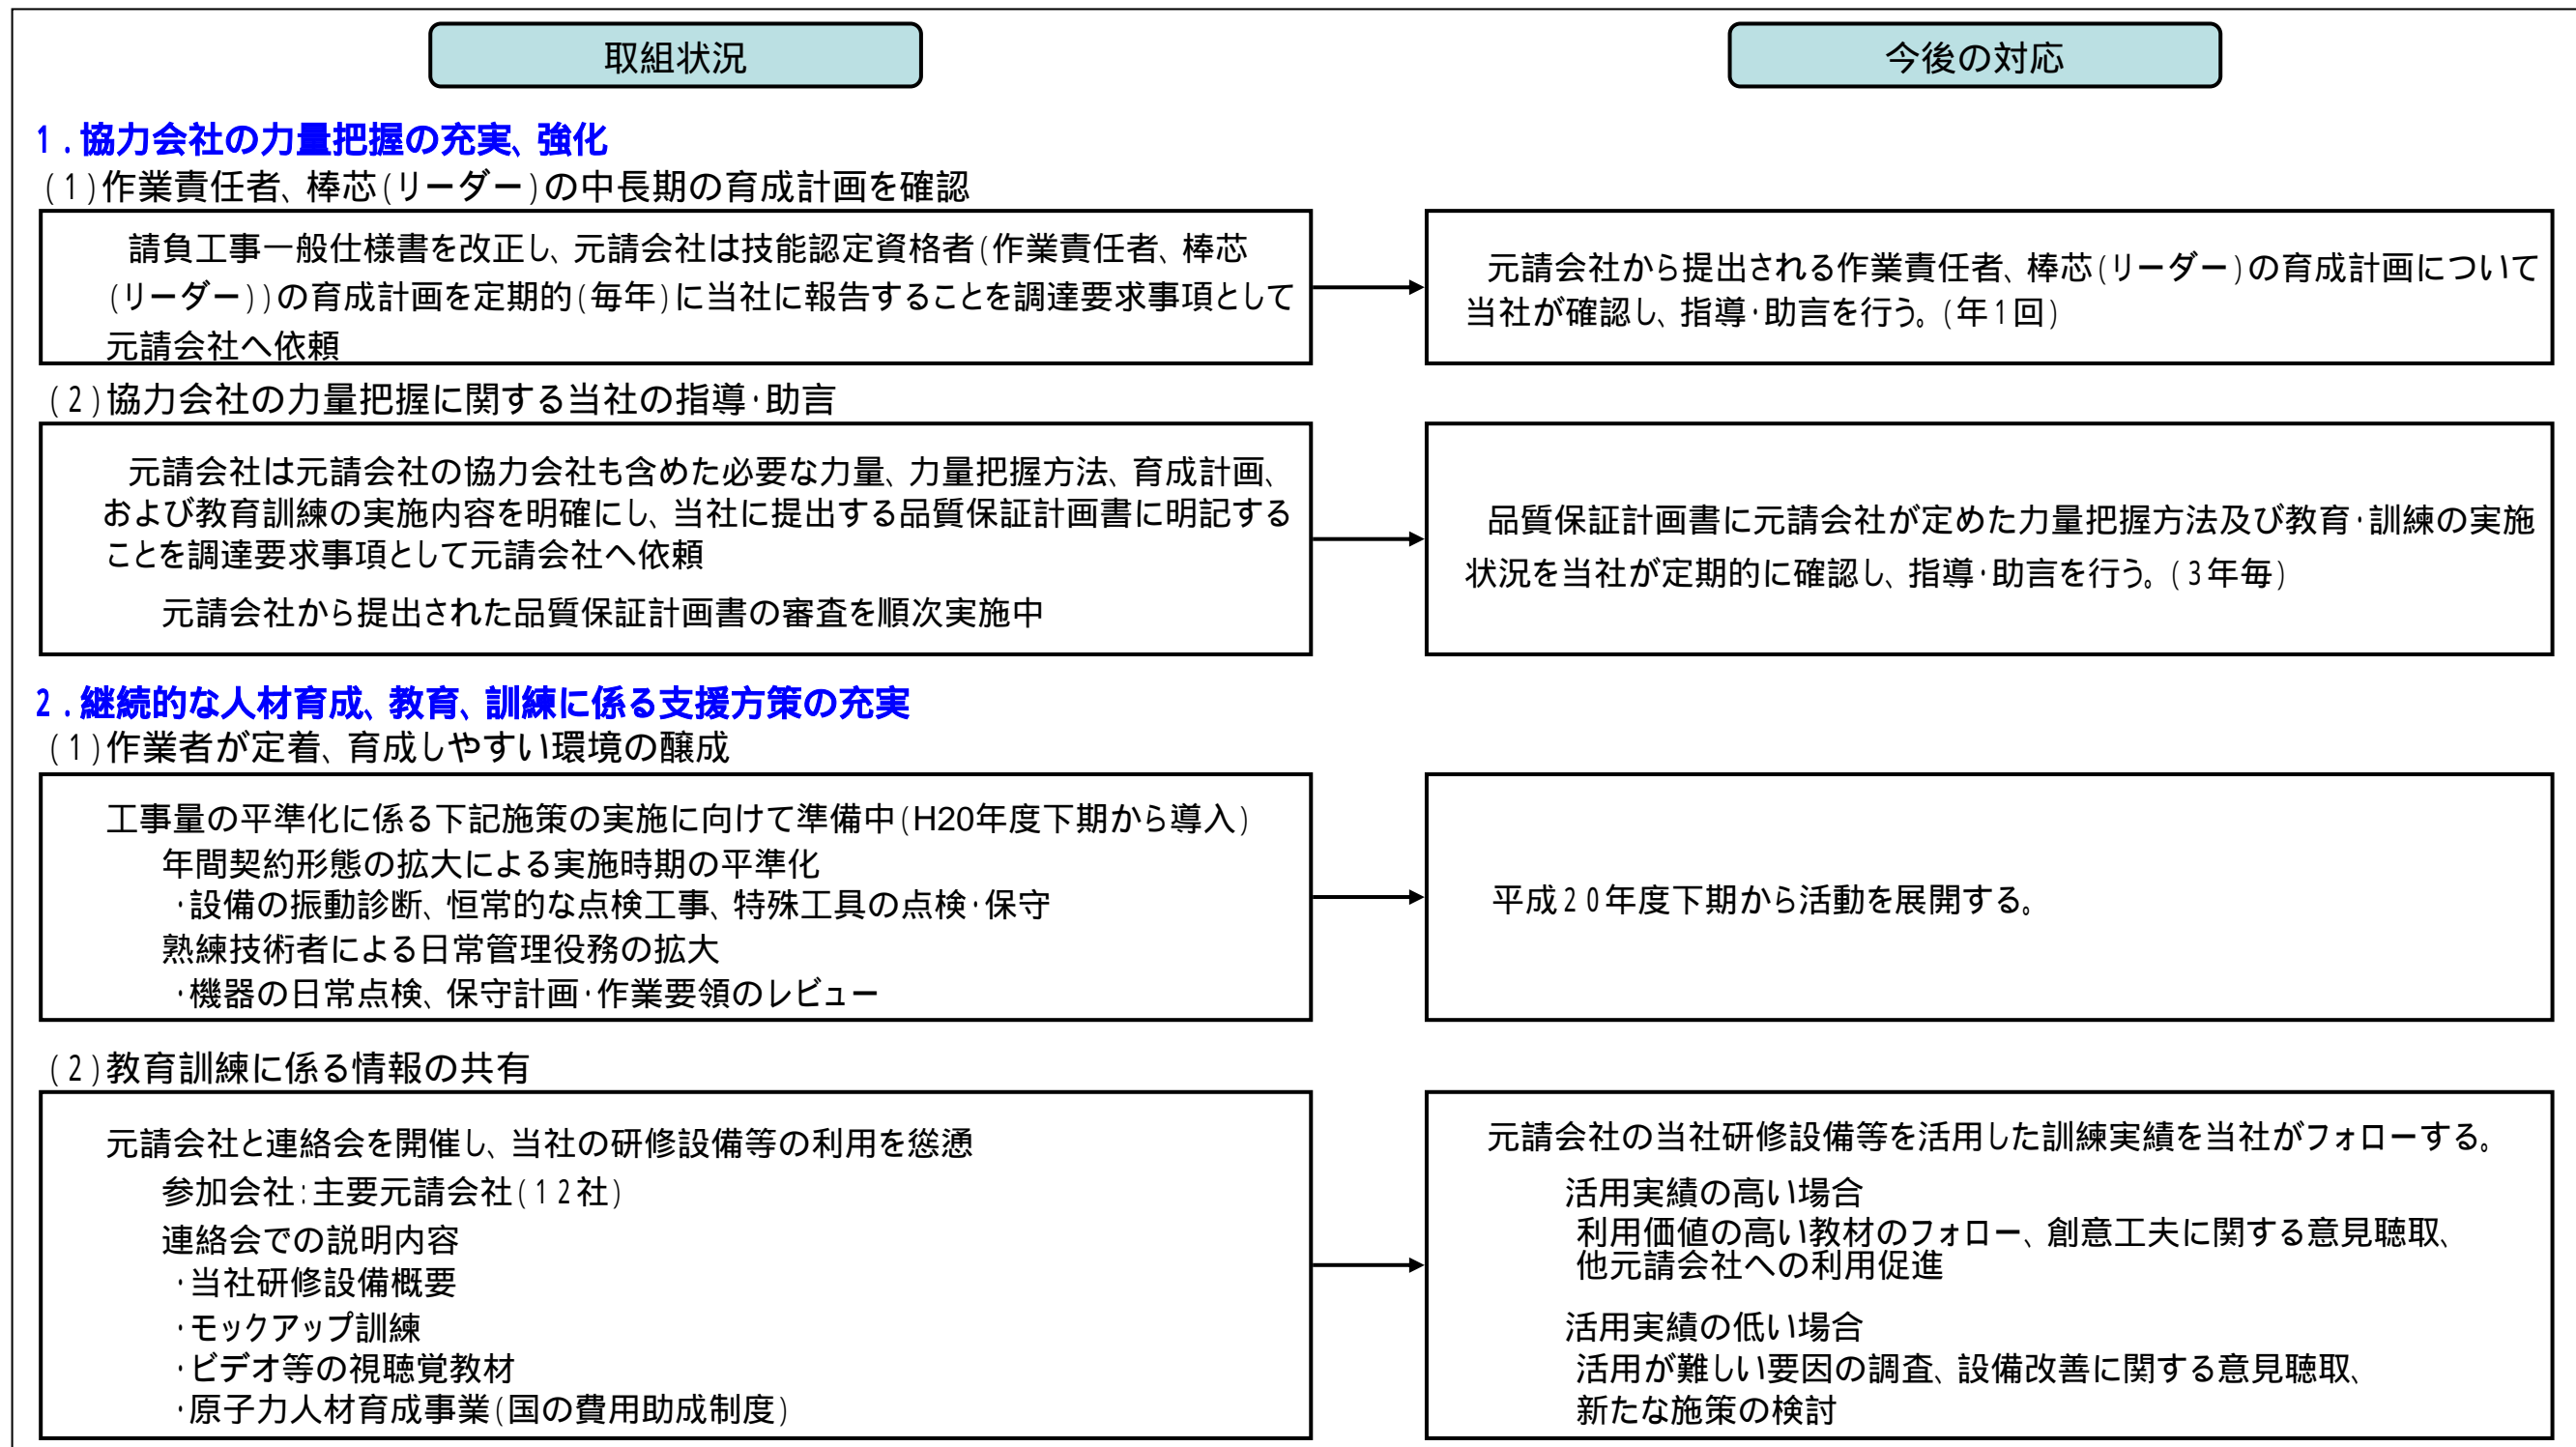 取組状況
今後の対応
1．協力会社の力量把握の充実、強化
(1)作業責任者、棒芯(リーダー)の中長期の育成計画を確認
請負工事一般仕様書を改正し、元請会社は技能認定資格者(作業責任者、棒芯
(リーダー))の育成計画を定期的(毎年)に当社に報告することを調達要求事項として
元請会社へ依頼
元請会社から提出される作業責任者、棒芯(リーダー)の育成計画について
当社が確認し、指導・助言を行う。(年1回)
(2)協力会社の力量把握に関する当社の指導・助言
元請会社は元請会社の協力会社も含めた必要な力量、力量把握方法、育成計画、
および教育訓練の実施内容を明確にし、当社に提出する品質保証計画書に明記する
ことを調達要求事項として元請会社へ依頼
元請会社から提出された品質保証計画書の審査を順次実施中
品質保証計画書に元請会社が定めた力量把握方法及び教育・訓練の実施
状況を当社が定期的に確認し、指導・助言を行う。(3年毎)
2．継続的な人材育成、教育、訓練に係る支援方策の充実
(1)作業者が定着、育成しやすい環境の醸成
工事量の平準化に係る下記施策の実施に向けて準備中(H20年度下期から導入)
年間契約形態の拡大による実施時期の平準化
・設備の振動診断、恒常的な点検工事、特殊工具の点検・保守
熟練技術者による日常管理役務の拡大
・機器の日常点検、保守計画・作業要領のレビュー
平成20年度下期から活動を展開する。
(2)教育訓練に係る情報の共有
元請会社と連絡会を開催し、当社の研修設備等の利用を慫慂
参加会社：主要元請会社(12社)
連絡会での説明内容
・当社研修設備概要
・モックアップ訓練
・ビデオ等の視聴覚教材
・原子力人材育成事業(国の費用助成制度)
元請会社の当社研修設備等を活用した訓練実績を当社がフォローする。
活用実績の高い場合
利用価値の高い教材のフォロー、創意工夫に関する意見聴取、
他元請会社への利用促進
活用実績の低い場合
活用が難しい要因の調査、設備改善に関する意見聴取、
新たな施策の検討